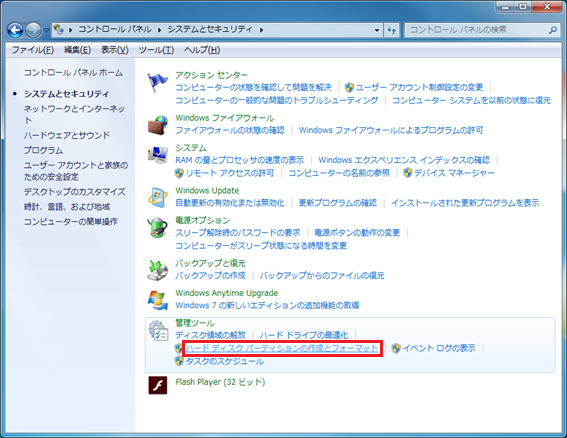 コントロール パネル ▸ システムとセキュリティ ▸
コントロール パネルの検索
ファイル(F) 編集(E) 表示(V) ツール(T) ヘルプ(H)
コントロール パネル ホーム
システムとセキュリティ
ネットワークとインターネッ
ト
ハードウェアとサウンド
プログラム
ユーザー アカウントと家族の
ための安全設定
デスクトップのカスタマイズ
時計、言語、および地域
コンピューターの簡単操作
アクション センター
コンピューターの状態を確認して問題を解決 ユーザー アカウント制御設定の変更
コンピューターの一般的な問題のトラブルシューティング コンピューター システムを以前の状態に復元
Windows ファイアウォール
ファイアウォールの状態の確認 Windows ファイアウォールによるプログラムの許可
システム
RAM の量とプロセッサの速度の表示 Windows エクスペリエンス インデックスの確認
リモート アクセスの許可 コンピューターの名前の参照 デバイス マネージャー
Windows Update
自動更新の有効化または無効化 更新プログラムの確認 インストールされた更新プログラムを表示
電源オプション
スリープ解除時のパスワードの要求 電源ボタンの動作の変更
コンピューターがスリープ状態になる時間を変更
バックアップと復元
バックアップの作成 バックアップからのファイルの復元
Windows Anytime Upgrade
Windows 7 の新しいエディションの追加機能の取得
管理ツール
ディスク領域の解放 ハード ドライブの最適化
ハード ディスク パーティションの作成とフォーマット イベント ログの表示
タスクのスケジュール
Flash Player (32 ビット)